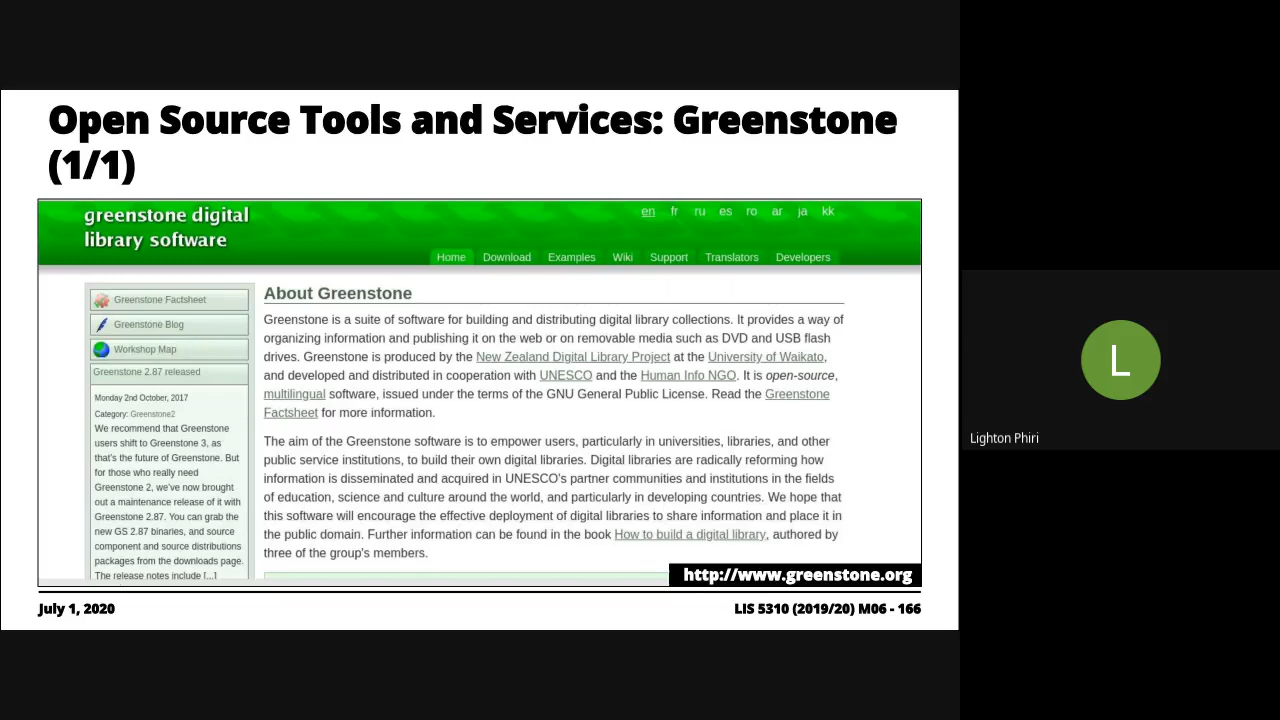 Open Source Tools and Services: Greenstone
(1/1)
greenstone digital
library software
en fr ru es ro ar ja kk
Home Download Examples Wiki Support Translators Developers
Greenstone Factsheet
Greenstone Blog
Workshop Map
Greenstone 2.87 released
Monday 2nd October, 2017
Category: Greenstone2
We recommend that Greenstone
users shift to Greenstone 3, as
that's the future of Greenstone. But
for those who really need
Greenstone 2, we've now brought
out a maintenance release of it with
Greenstone 2.87. You can grab the
new GS 2.87 binaries, and source
component and source distributions
packages from the downloads page.
The release notes include [...]
About Greenstone
Greenstone is a suite of software for building and distributing digital library collections. It provides a way of
organizing information and publishing it on the web or on removable media such as DVD and USB flash
drives. Greenstone is produced by the New Zealand Digital Library Project at the University of Waikato,
and developed and distributed in cooperation with UNESCO and the Human Info NGO. It is open-source,
multilingual software, issued under the terms of the GNU General Public License. Read the Greenstone
Factsheet for more information.
The aim of the Greenstone software is to empower users, particularly in universities, libraries, and other
public service institutions, to build their own digital libraries. Digital libraries are radically reforming how
information is disseminated and acquired in UNESCO's partner communities and institutions in the fields
of education, science and culture around the world, and particularly in developing countries. We hope that
this software will encourage the effective deployment of digital libraries to share information and place it in
the public domain. Further information can be found in the book How to build a digital library, authored by
three of the group's members.
http://www.greenstone.org
July 1, 2020
LIS 5310 (2019/20) M06 - 166
L
Lighton Phiri